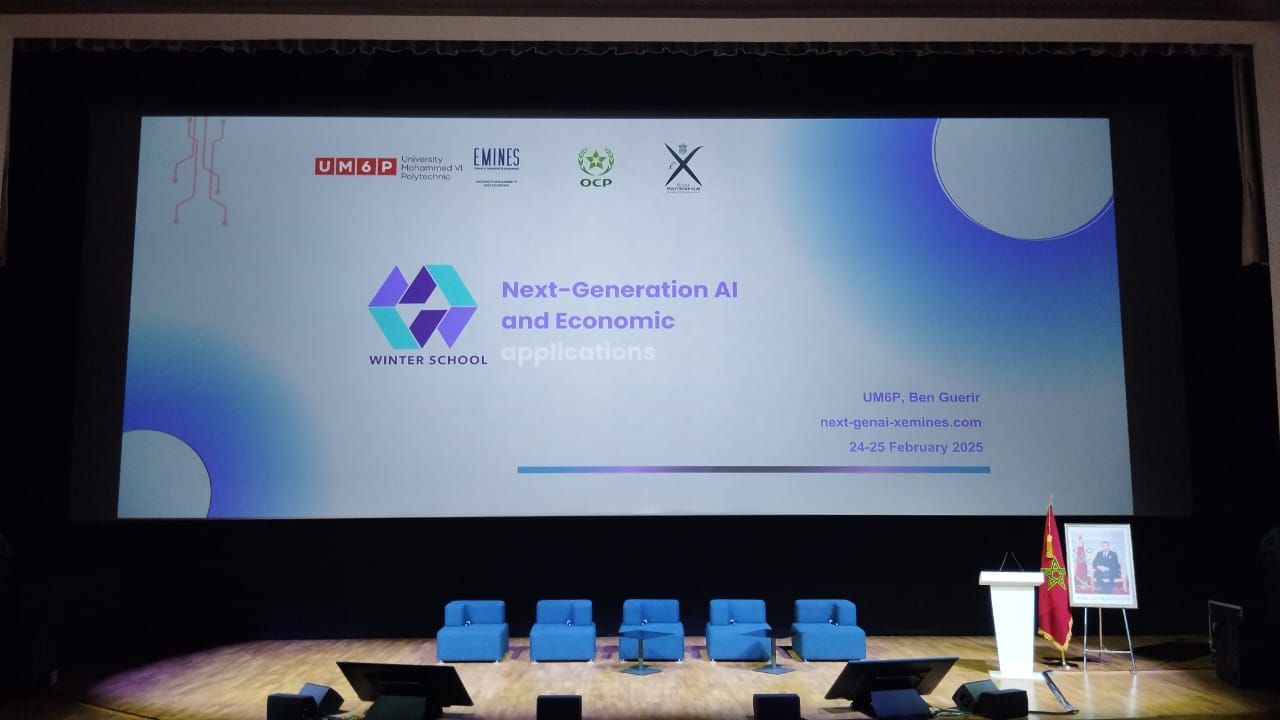 UM6P
University
Mohammed VI
Polytechnic
EMINES
OCP
WINTER SCHOOL
Next-Generation AI
and Economic
applications
UM6P, Ben Guerir
next-genai-xemines.com
24-25 February 2025